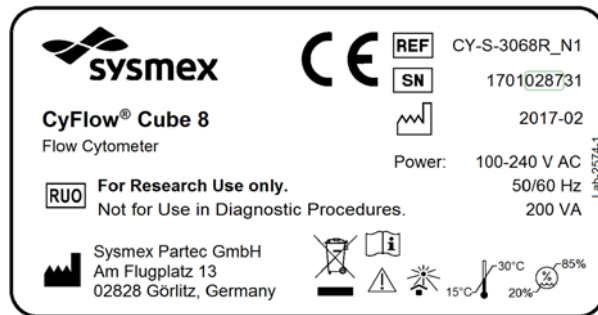 sysmex
CE
REF CY-S-3068R_N1
SN 1701028731
2017-02
CyFlow® Cube 8
Flow Cytometer
Power: 100-240 V AC
50/60 Hz
200 VA
Lab-2574-1
RUO
For Research Use only.
Not for Use in Diagnostic Procedures.
Sysmex Partec GmbH
Am Flugplatz 13
02828 Görlitz, Germany
i
15°C 30°C
20% % 85%